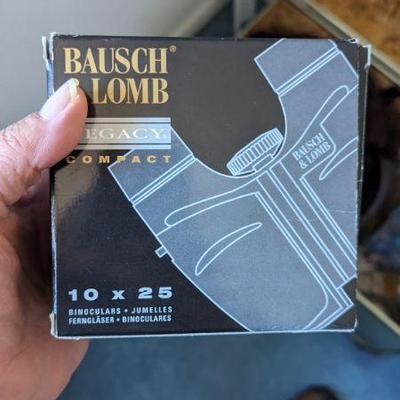 BAUSCH®
& LOMB
LEGACY
COMPACT
BAUSCH
& LOMB
10 x 25
BINOCULARS • JUMELLES
FERNGLÄSER • BINOCULARES